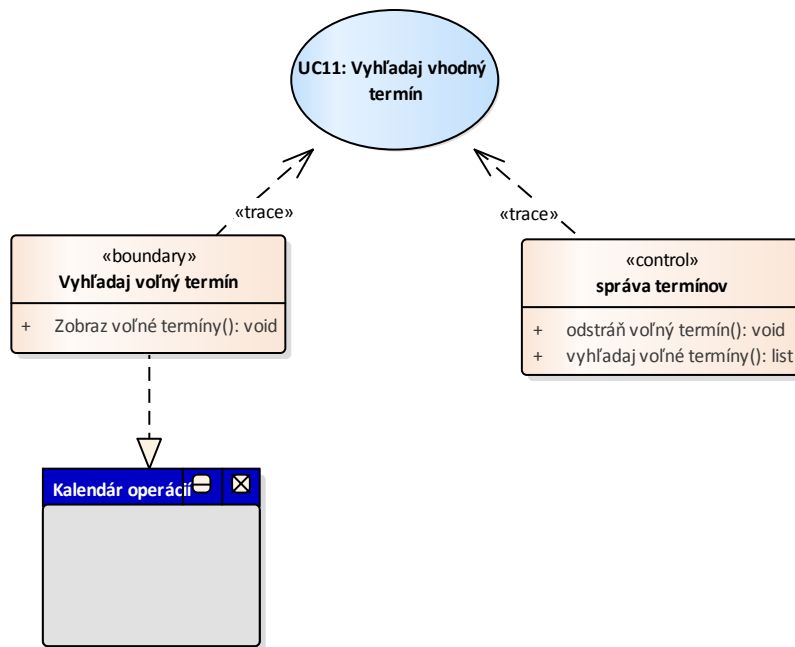 UC11: Vyhľadaj vhodný
termín
«trace»
«trace»
«boundary»
Vyhľadaj voľný termín
+ Zobraz voľné termíny(): void
«control»
správa termínov
+ odstráň voľný termín(): void
+ vyhľadaj voľné termíny(): list
Kalendár operácií